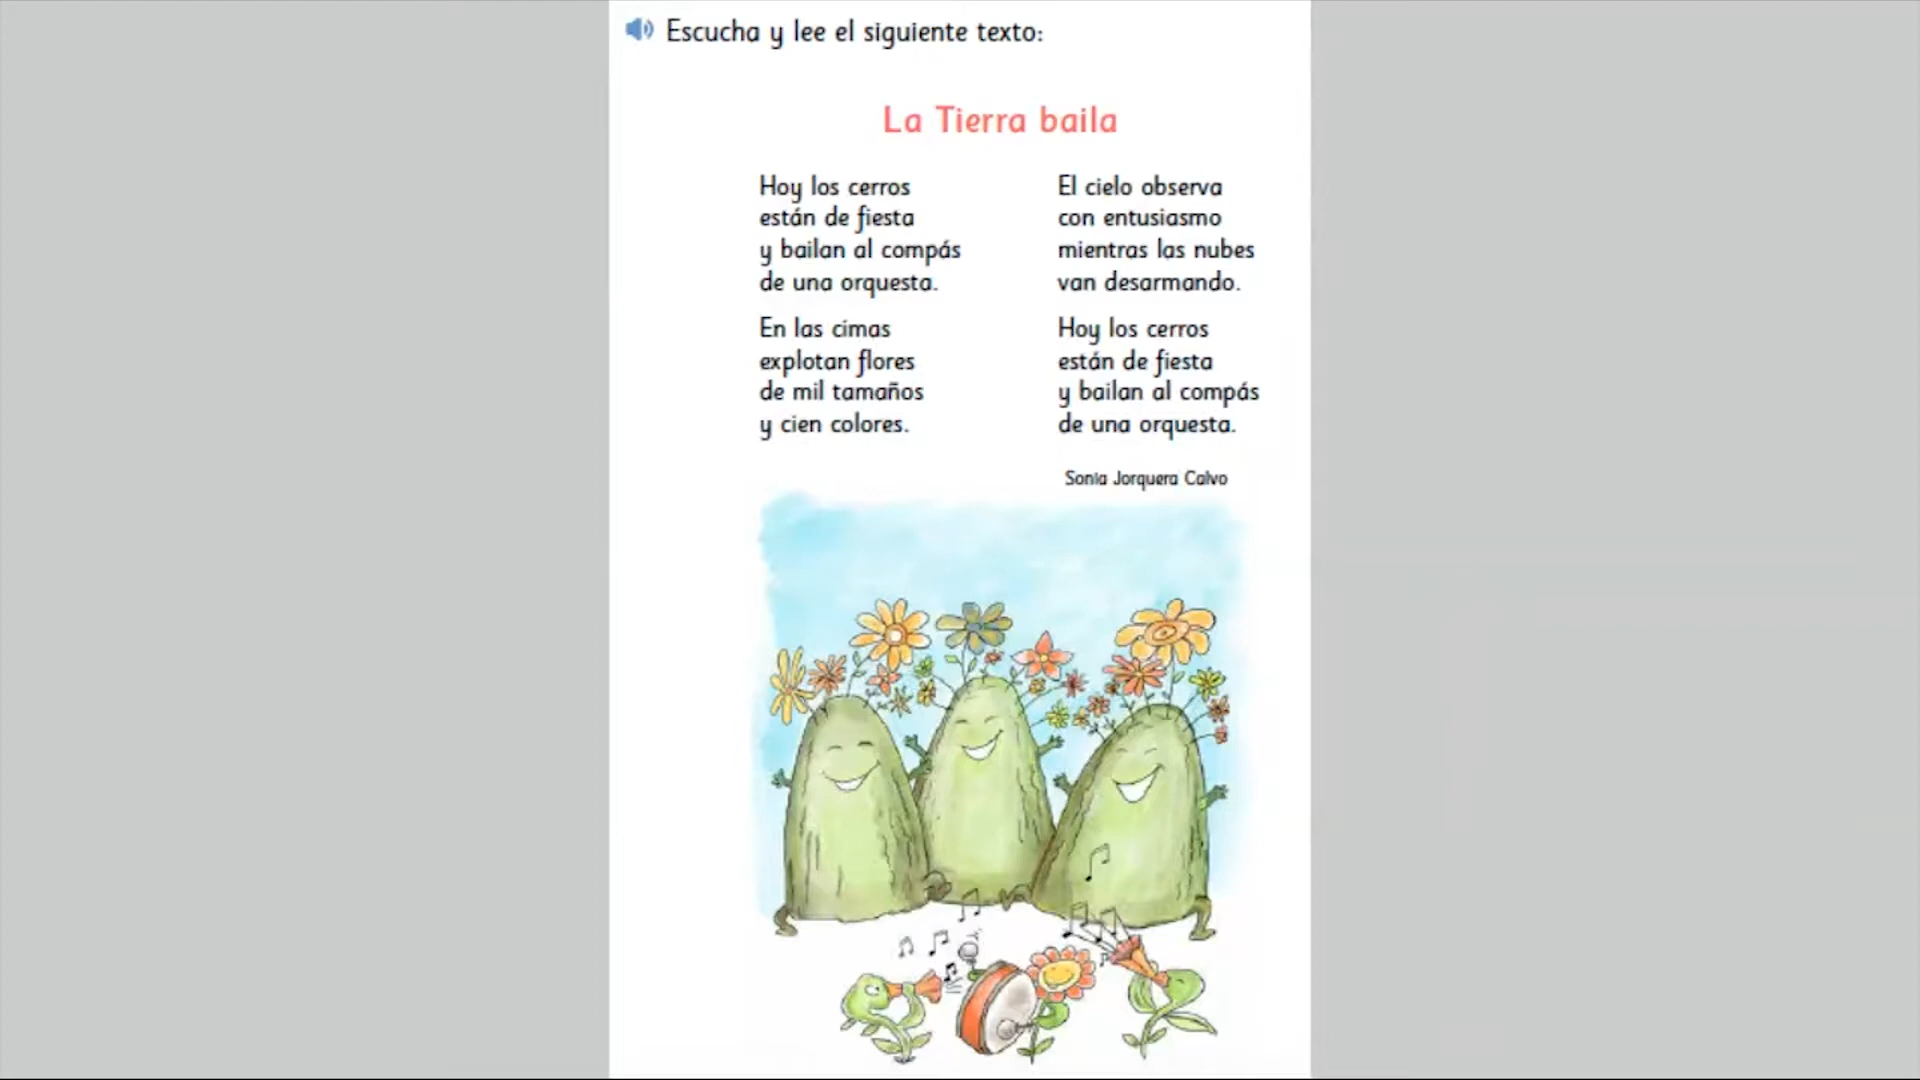 Escucha y lee el siguiente texto:
La Tierra baila
Hoy los cerros
están de fiesta
y bailan al compás
de una orquesta.
En las cimas
explotan flores
de mil tamaños
y cien colores.
El cielo observa
con entusiasmo
mientras las nubes
van desarmando.
Hoy los cerros
están de fiesta
y bailan al compás
de una orquesta.
Sonia Jorquera Calvo